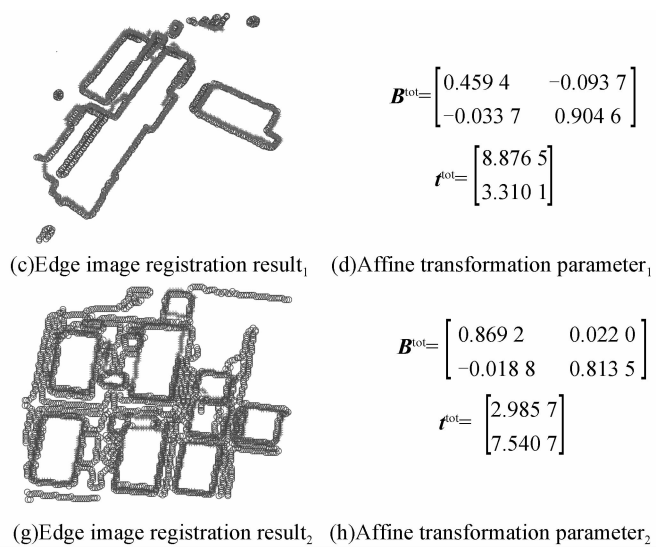 B^tot= [0.459 4 −0.093 7
−0.033 7 0.904 6]
t^tot= [8.876 5
3.310 1]
(c)Edge image registration result₁ (d)Affine transformation parameter₁
B^tot= [0.869 2 0.022 0
−0.018 8 0.813 5]
t^tot= [2.985 7
7.540 7]
(g)Edge image registration result₂ (h)Affine transformation parameter₂